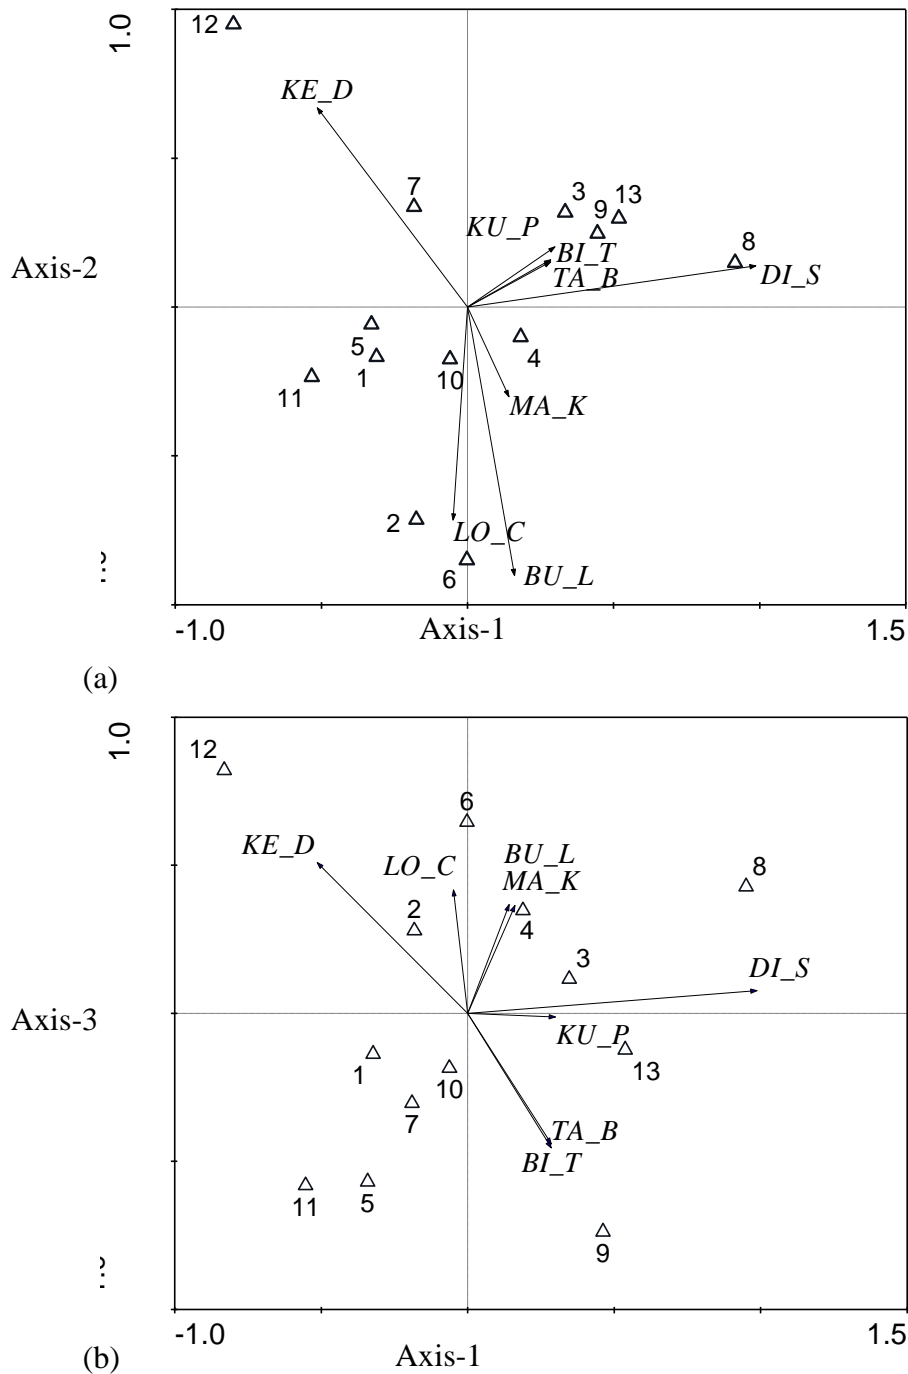 1.0
12
KE_D
7
3
13
9
KU_P
8
BI_T
Axis-2
TA_B
DI_S
5
4
1
10
11
MA_K
2
LO_C
6
BU_L
-1.0
Axis-1
1.5
(a)
1.0
12
6
KE_D
BU_L
LO_C
8
MA_K
2
4
3
DI_S
Axis-3
KU_P
1
13
10
7
TA_B
BI_T
11
5
9
-1.0
1.5
Axis-1
(b)